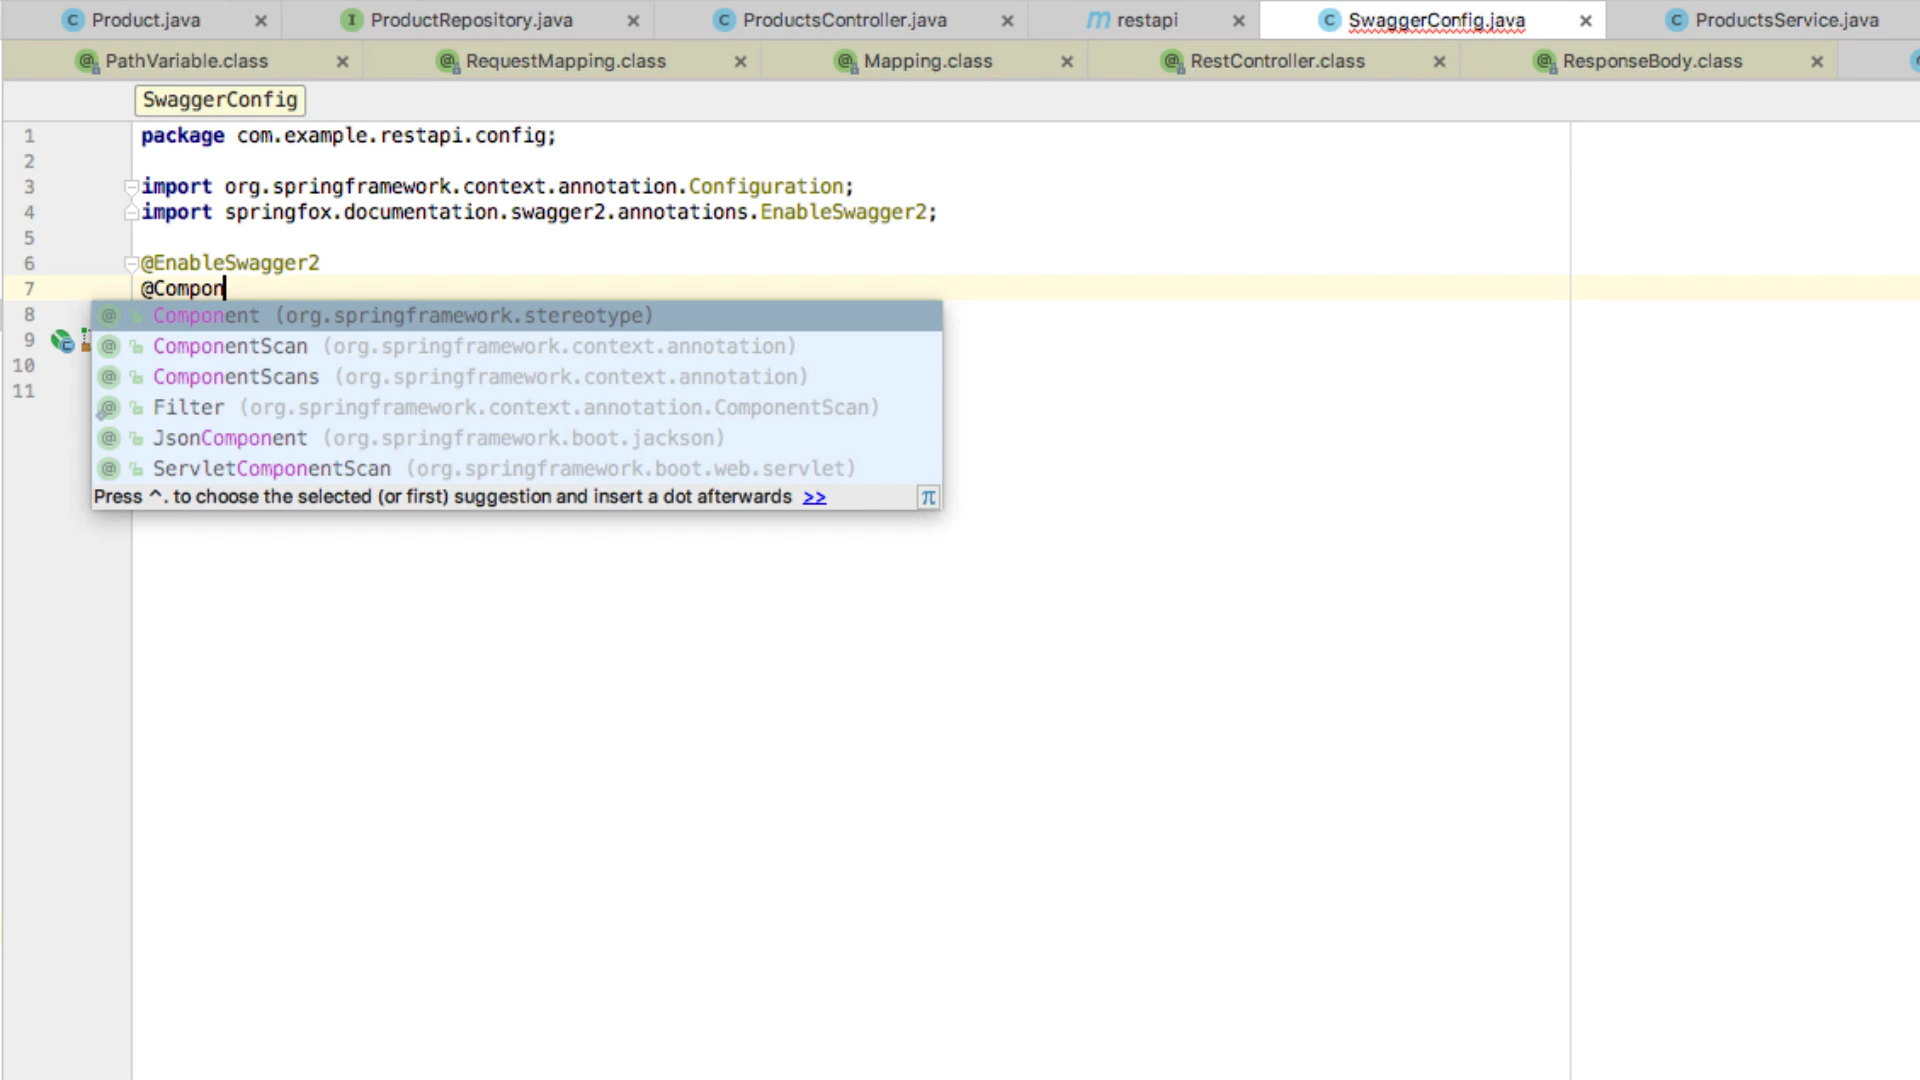 Product.java ProductRepository.java ProductsController.java restapi SwaggerConfig.java ProductsService.java
PathVariable.class RequestMapping.class Mapping.class RestController.class ResponseBody.class
SwaggerConfig
1 package com.example.restapi.config;
2
3 import org.springframework.context.annotation.Configuration;
4 import springfox.documentation.swagger2.annotations.EnableSwagger2;
5
6 @EnableSwagger2
7 @Compon
8 Component (org.springframework.stereotype)
9 ComponentScan (org.springframework.context.annotation)
10 ComponentScans (org.springframework.context.annotation)
11 Filter (org.springframework.context.annotation.ComponentScan)
JsonComponent (org.springframework.boot.jackson)
ServletComponentScan (org.springframework.boot.web.servlet)
Press ^. to choose the selected (or first) suggestion and insert a dot afterwards >> π